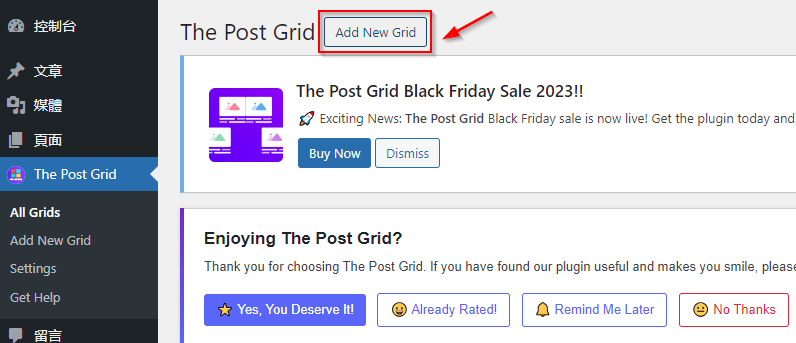 控制台
文章
媒體
頁面
The Post Grid
All Grids
Add New Grid
Settings
Get Help
留言
The Post Grid
Add New Grid
The Post Grid Black Friday Sale 2023!!
🚀 Exciting News: The Post Grid Black Friday sale is now live! Get the plugin today and
Buy Now
Dismiss
Enjoying The Post Grid?
Thank you for choosing The Post Grid. If you have found our plugin useful and makes you smile, please
Yes, You Deserve It!
Already Rated!
Remind Me Later
No Thanks